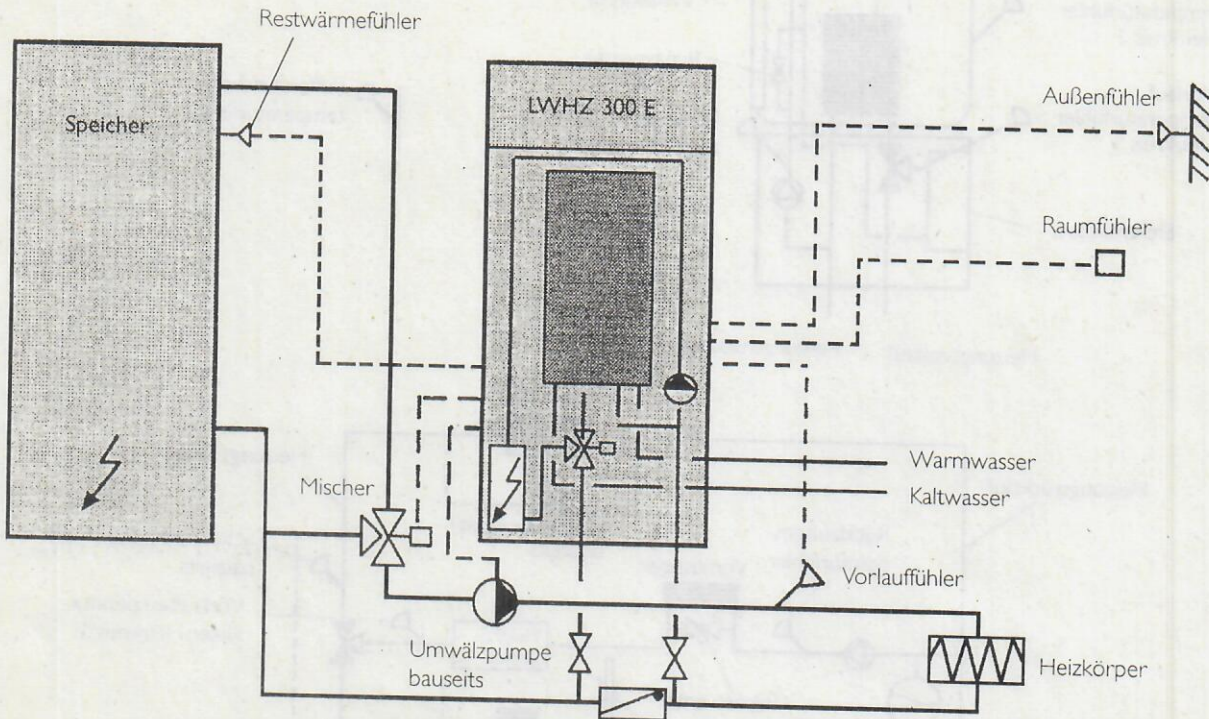 Restwärmefühler
Speicher
LWHZ 300 E
Außenfühler
Raumfühler
Warmwasser
Kaltwasser
Mischer
Vorlauffühler
Umwälzpumpe
bauseits
Heizkörper